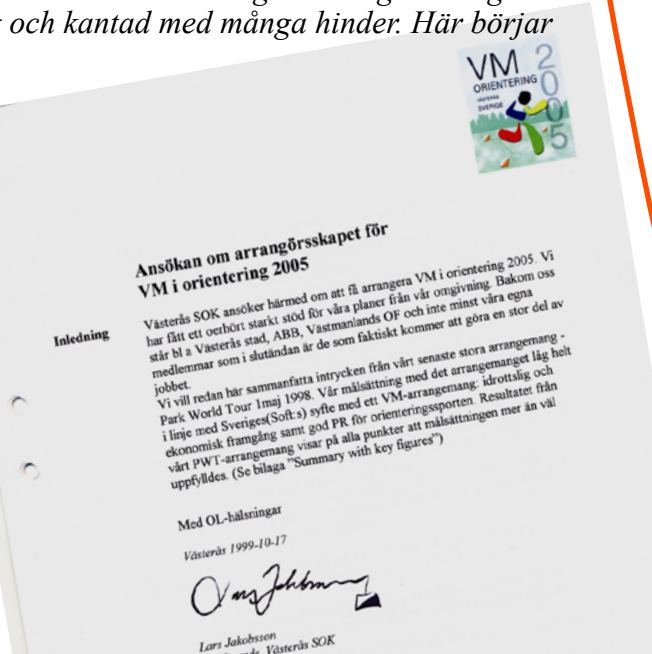 och kantad med många hinder. Här börjar
VM 2005
ORIENTERING
VÄSTERÅS
SVERIGE
Ansökan om arrangörsskapet för
VM i orientering 2005
Inledning
Västerås SOK ansöker härmed om att få arrangera VM i orientering 2005. Vi
har fått ett oerhört starkt stöd för våra planer från vår omgivning. Bakom oss
står bl a Västerås stad, ABB, Västmanlands OF och inte minst våra egna
medlemmar som i slutändan är de som faktiskt kommer att göra en stor del av
jobbet.
Vi vill redan här sammanfatta intrycken från vårt senaste stora arrangemang -
Park World Tour 1maj 1998. Vår målsättning med det arrangemanget låg helt
i linje med Sveriges(Soft:s) syfte med ett VM-arrangemang: idrottslig och
ekonomisk framgång samt god PR för orienteringssporten. Resultatet från
vårt PWT-arrangemang visar på alla punkter att målsättningen mer än väl
uppfylldes. (Se bilaga "Summary with key figures")
Med OL-hälsningar
Västerås 1999-10-17
Lars Jakobsson
Västerås SOK